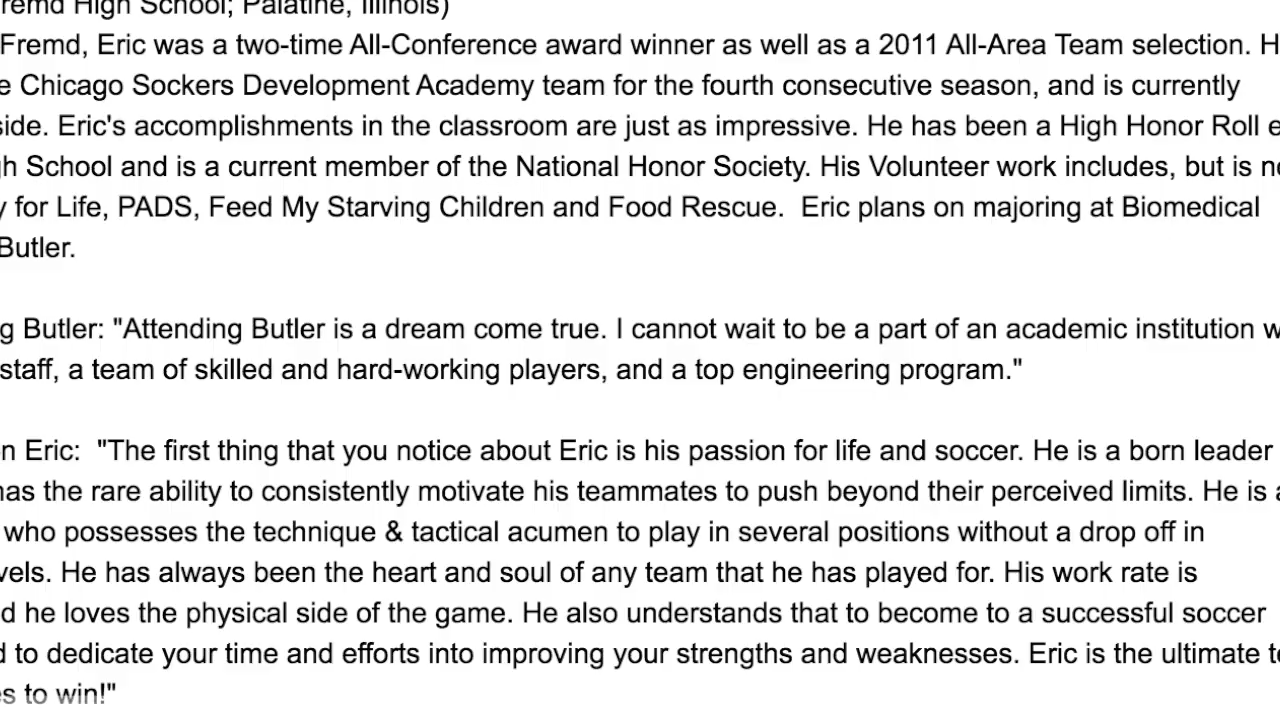 remd High School; Palatine, Illinois)
Fremd, Eric was a two-time All-Conference award winner as well as a 2011 All-Area Team selection. H
e Chicago Sockers Development Academy team for the fourth consecutive season, and is currently
side. Eric's accomplishments in the classroom are just as impressive. He has been a High Honor Roll e
gh School and is a current member of the National Honor Society. His Volunteer work includes, but is no
y for Life, PADS, Feed My Starving Children and Food Rescue.  Eric plans on majoring at Biomedical
Butler.
g Butler: "Attending Butler is a dream come true. I cannot wait to be a part of an academic institution w
staff, a team of skilled and hard-working players, and a top engineering program."
n Eric:  "The first thing that you notice about Eric is his passion for life and soccer. He is a born leader
has the rare ability to consistently motivate his teammates to push beyond their perceived limits. He is a
who possesses the technique & tactical acumen to play in several positions without a drop off in
vels. He has always been the heart and soul of any team that he has played for. His work rate is
d he loves the physical side of the game. He also understands that to become to a successful soccer
d to dedicate your time and efforts into improving your strengths and weaknesses. Eric is the ultimate te
es to win!"